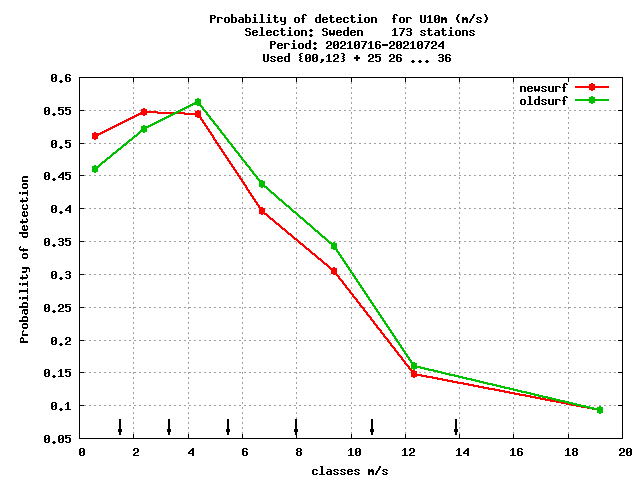 Probability of detection  for U10m (m/s)
Selection: Sweden    173 stations
Period: 20210716-20210724
Used {00,12} + 25 26 ... 36
newsurf
oldsurf
0.6
0.55
0.5
0.45
0.4
0.35
0.3
0.25
0.2
0.15
0.1
0.05
Probability of detection
0 2 4 6 8 10 12 14 16 18 20
classes m/s